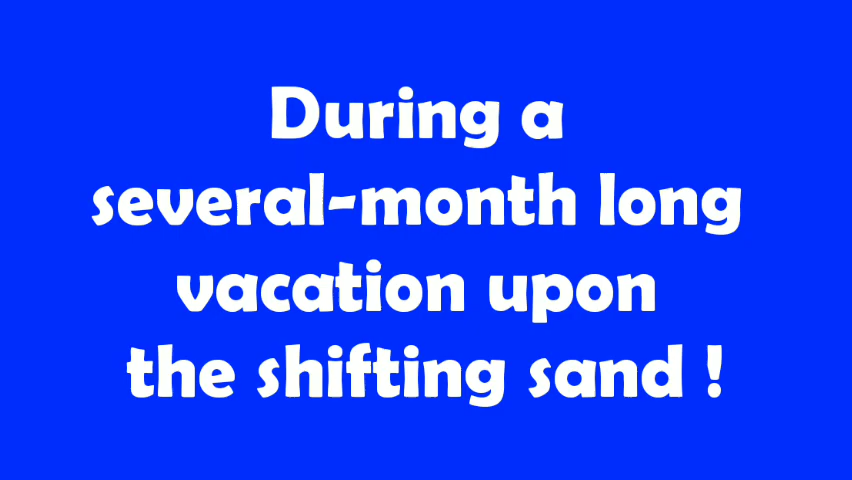 During a
several-month long
vacation upon
the shifting sand !